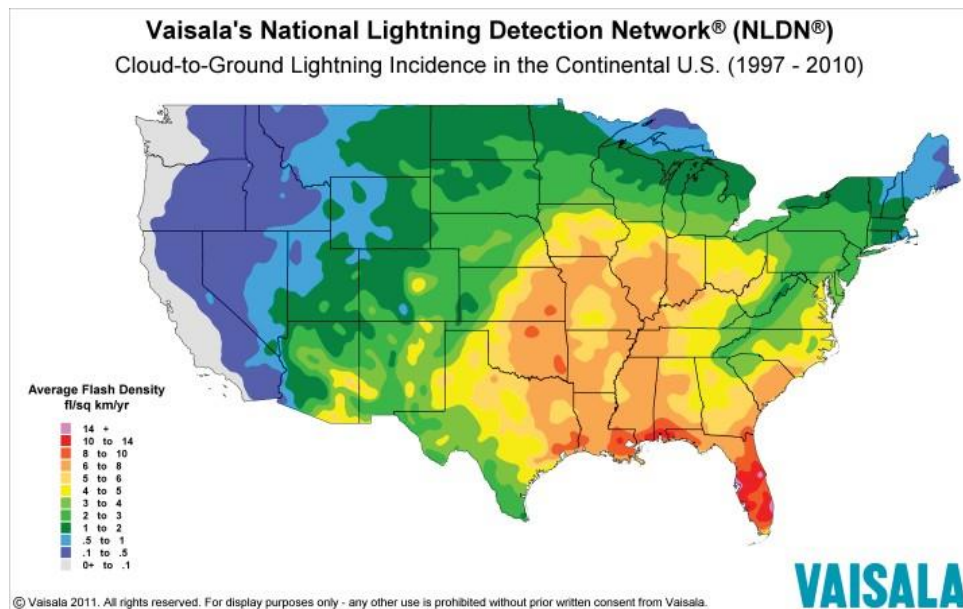 Vaisala's National Lightning Detection Network® (NLDN®)
Cloud-to-Ground Lightning Incidence in the Continental U.S. (1997 - 2010)
Average Flash Density
fl/sq km/yr
14 +
10 to 14
8 to 10
6 to 8
5 to 6
4 to 5
3 to 4
2 to 3
1 to 2
.5 to 1
.1 to .5
0+ to .1
© Vaisala 2011. All rights reserved. For display purposes only - any other use is prohibited without prior written consent from Vaisala.
VAISALA